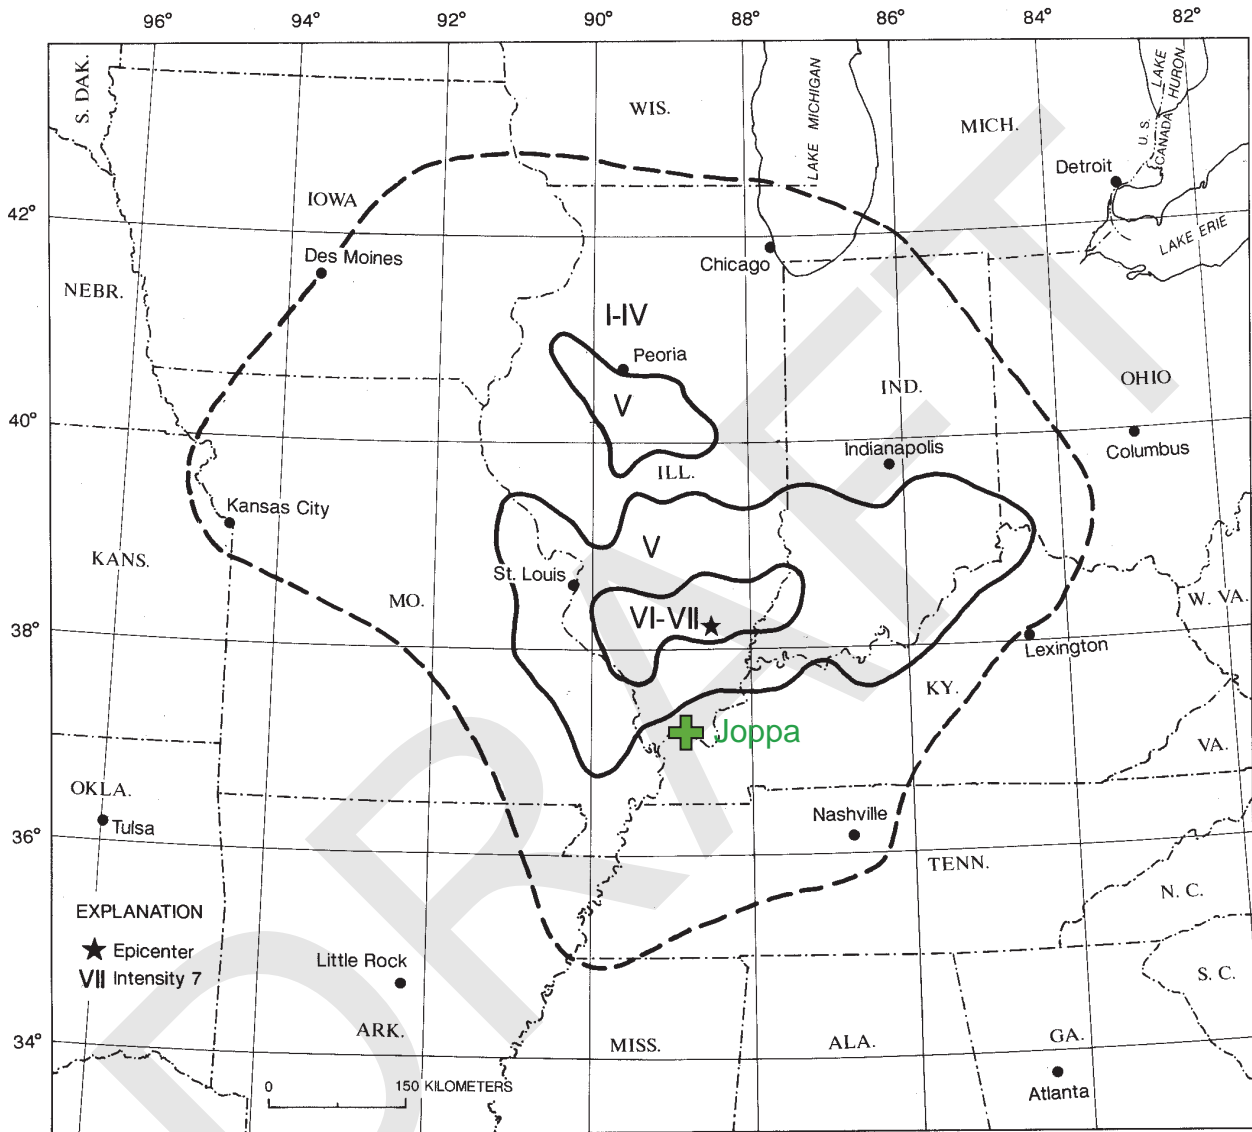 96° 94° 92° 90° 88° 86° 84° 82°
S. DAK.
WIS.
LAKE MICHIGAN
MICH.
LAKE HURON
U. S.
CANADA
Detroit
IOWA
42°
LAKE ERIE
Des Moines
Chicago
NEBR.
I-IV
Peoria
IND.
OHIO
V
40°
Indianapolis
Columbus
ILL.
Kansas City
V
KANS.
St. Louis
MO.
W. VA.
VI-VII
38°
Lexington
KY.
Joppa
VA.
OKLA.
Nashville
Tulsa
36°
TENN.
N. C.
EXPLANATION
Epicenter
VII Intensity 7
Little Rock
S. C.
ARK.
34°
MISS.
ALA.
GA.
0 150 KILOMETERS
Atlanta
DRAFT